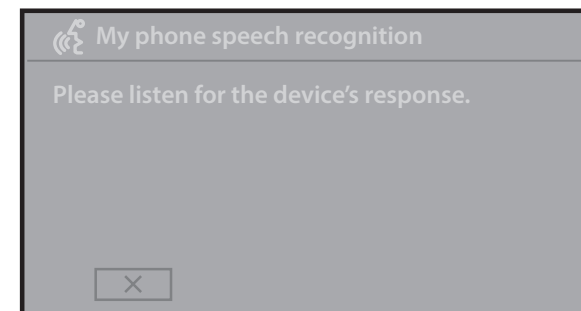 My phone speech recognition
Please listen for the device’s response.